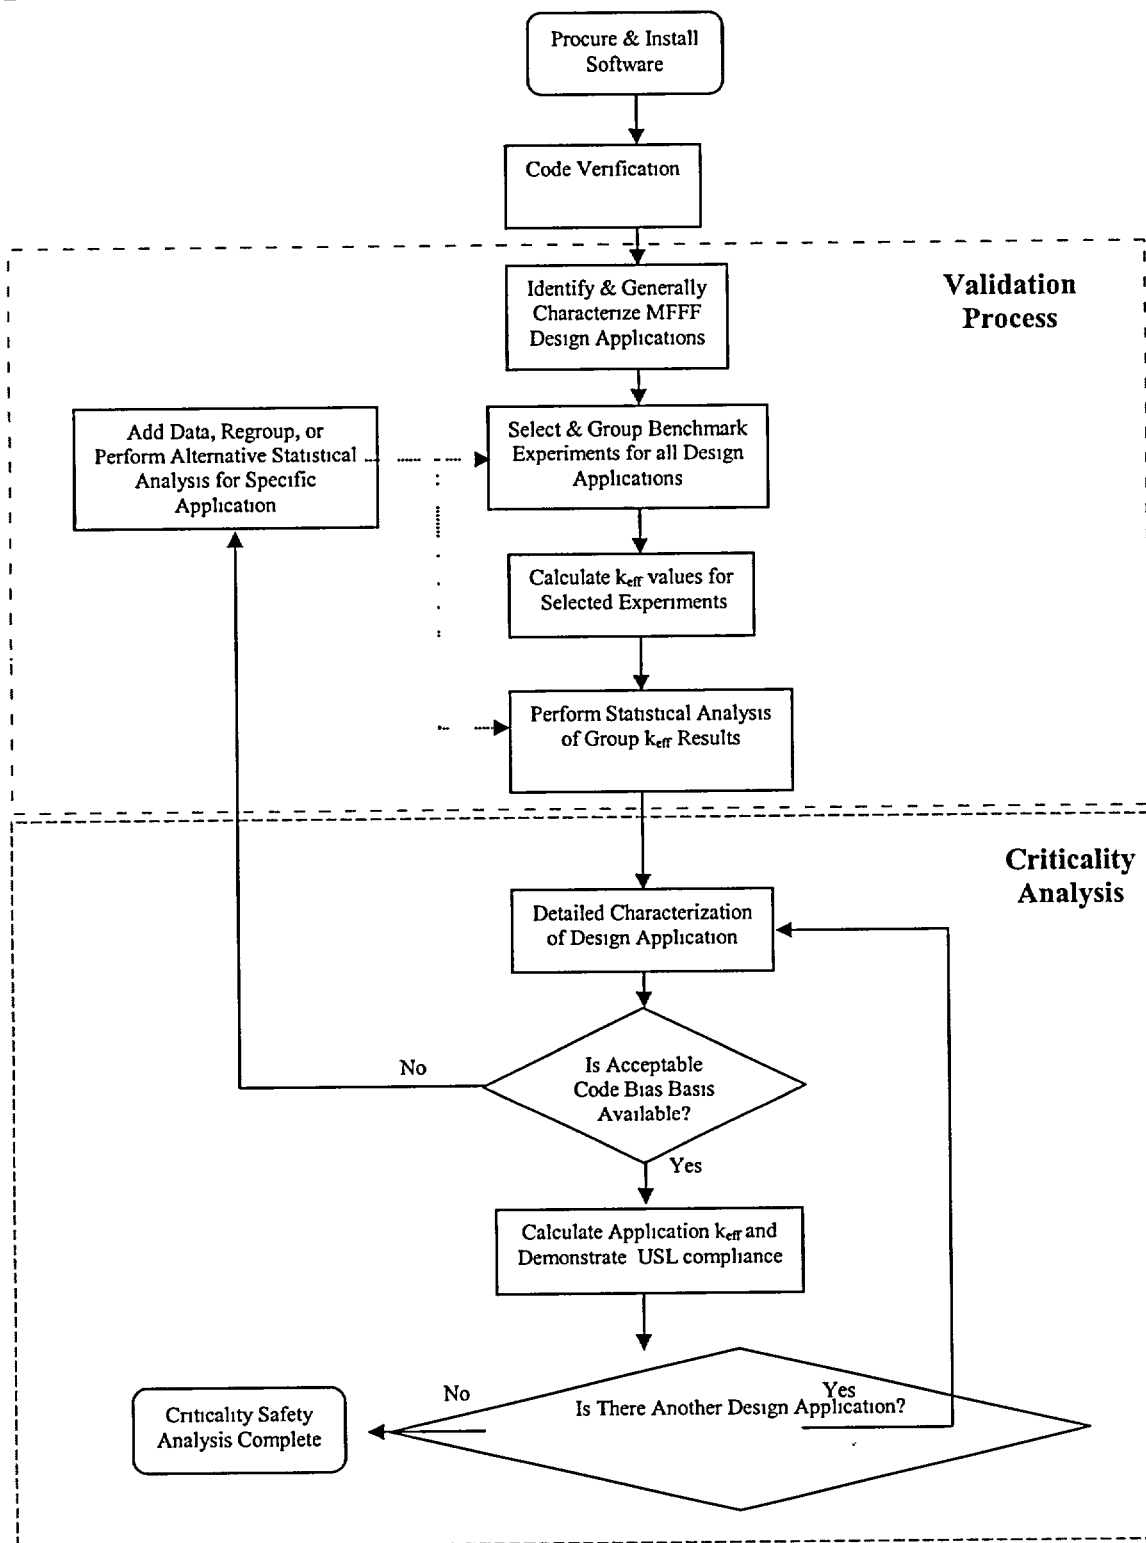 Procure & Install
Software
Code Verification
Validation
Process
Identify & Generally
Characterize MFFF
Design Applications
Add Data, Regroup, or
Perform Alternative Statistical
Analysis for Specific
Application
Select & Group Benchmark
Experiments for all Design
Applications
Calculate keff values for
Selected Experiments
Perform Statistical Analysis
of Group keff Results
Criticality
Analysis
Detailed Characterization
of Design Application
No
Is Acceptable
Code Bias Basis
Available?
Yes
Calculate Application keff and
Demonstrate USL compliance
No
Yes
Is There Another Design Application?
Criticality Safety
Analysis Complete